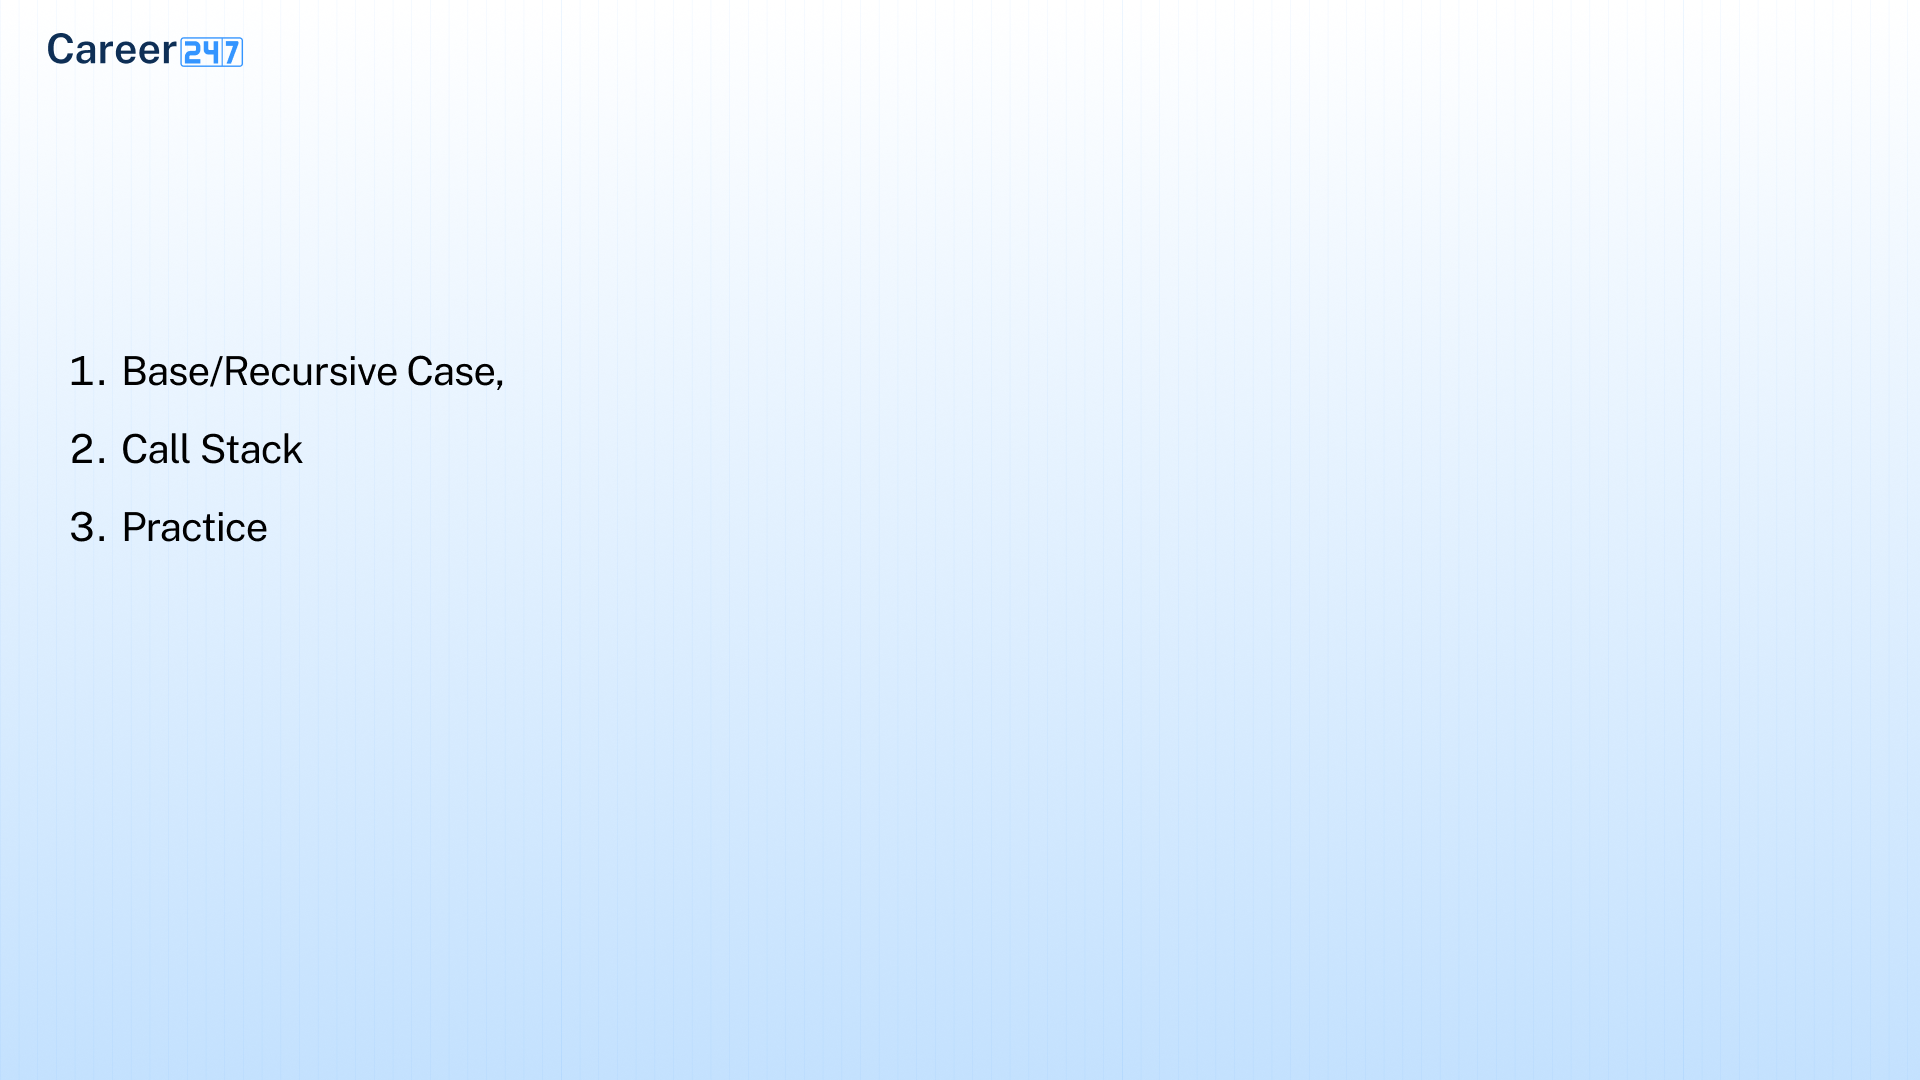 Career247
1. Base/Recursive Case,
2. Call Stack
3. Practice